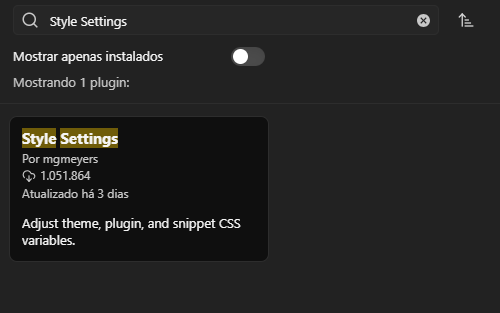 Style Settings
Mostrar apenas instalados
Mostrando 1 plugin:
Style Settings
Por mgmeyers
1.051.864
Atualizado há 3 dias
Adjust theme, plugin, and snippet CSS
variables.